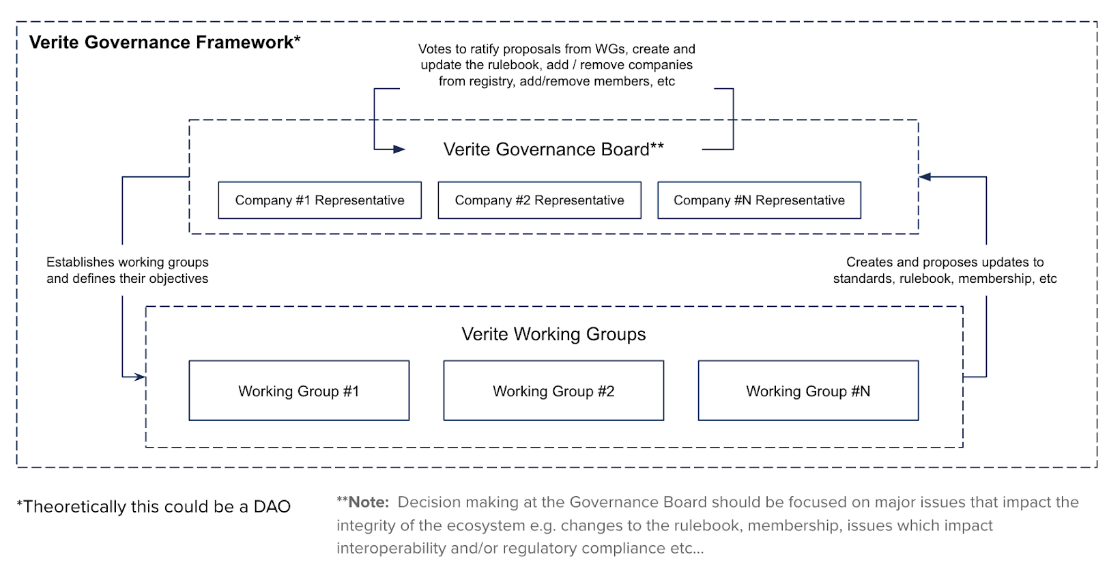 Verite Governance Framework*
Votes to ratify proposals from WGs, create and
update the rulebook, add / remove companies
from registry, add/remove members, etc
Verite Governance Board**
Company #1 Representative
Company #2 Representative
Company #N Representative
Establishes working groups
and defines their objectives
Creates and proposes updates to
standards, rulebook, membership, etc
Verite Working Groups
Working Group #1
Working Group #2
Working Group #N
*Theoretically this could be a DAO
**Note: Decision making at the Governance Board should be focused on major issues that impact the
integrity of the ecosystem e.g. changes to the rulebook, membership, issues which impact
interoperability and/or regulatory compliance etc...